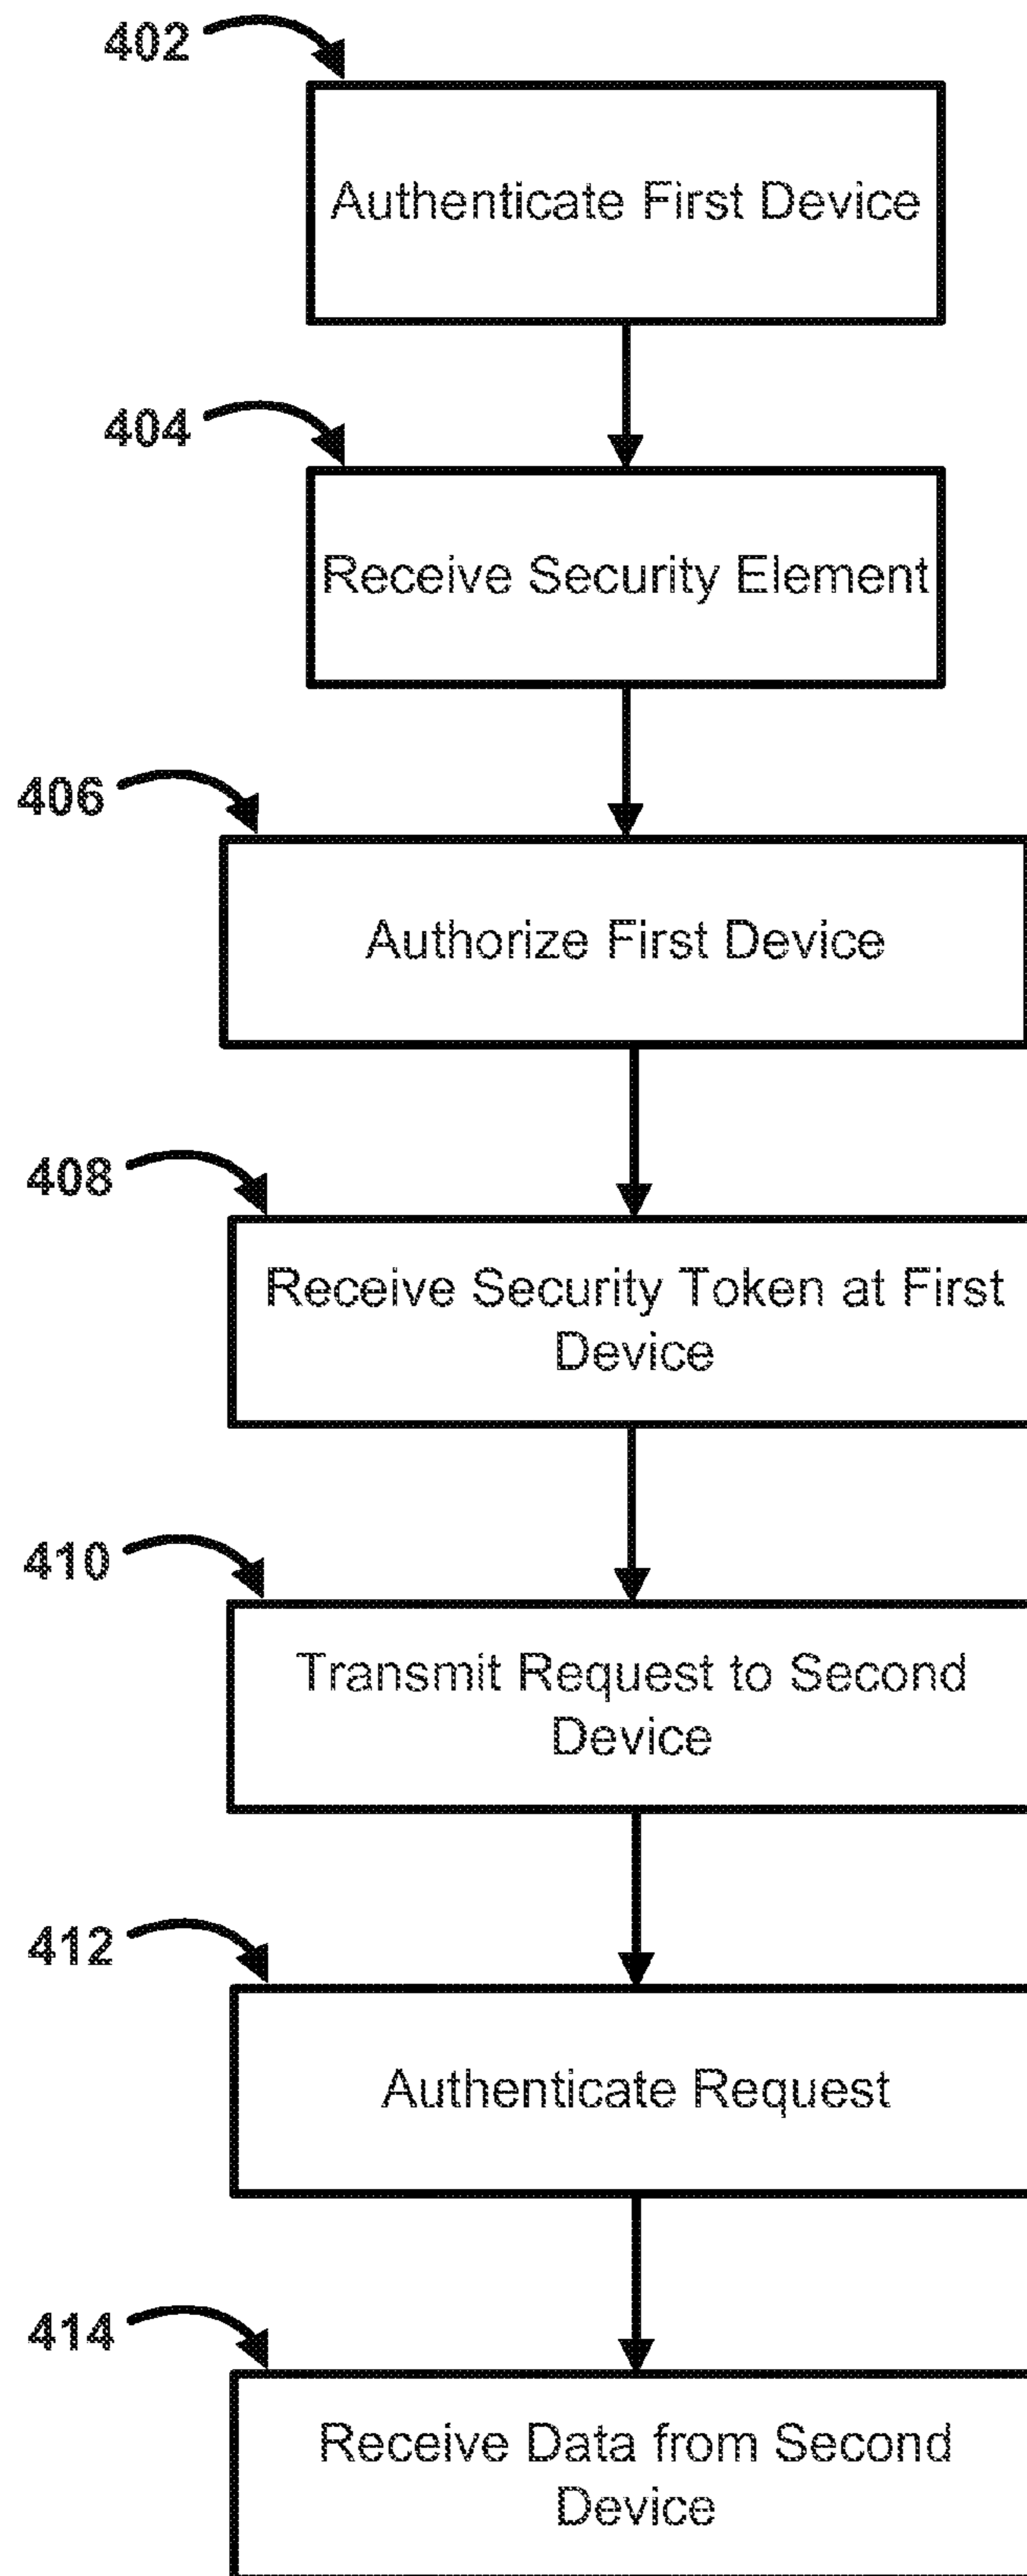 402
Authenticate First Device
404
Receive Security Element
406
Authorize First Device
408
Receive Security Token at First
Device
410
Transmit Request to Second
Device
412
Authenticate Request
414
Receive Data from Second
Device